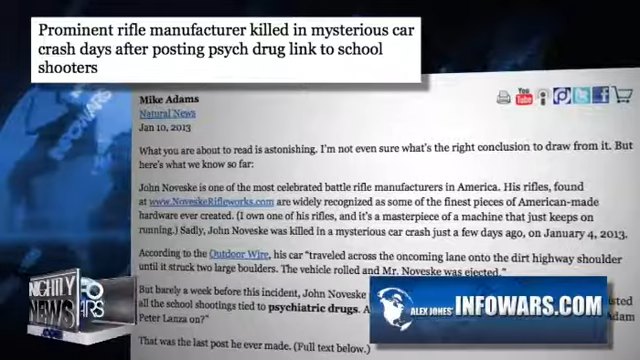 Prominent rifle manufacturer killed in mysterious car
crash days after posting psych drug link to school
shooters
Mike Adams
Natural News
Jan 10, 2013
You Tube
What you are about to read is astonishing. I'm not even sure what's the right conclusion to draw from it. But
here's what we know so far:
John Noveske is one of the most celebrated battle rifle manufacturers in America. His rifles, found
at www.NoveskeRifleworks.com are widely recognized as some of the finest pieces of American-made
hardware ever created. (I own one of his rifles, and it's a masterpiece of a machine that just keeps on
running.) Sadly, John Noveske was killed in a mysterious car crash just a few days ago, on January 4, 2013.
According to the Outdoor Wire, his car "traveled across the oncoming lane onto the dirt highway shoulder
until it struck two large boulders. The vehicle rolled and Mr. Noveske was ejected."
But barely a week before this incident, John Noveske
all the school shootings tied to psychiatric drugs. A
Adam
Peter Lanza on?"
That was the last post he ever made. (Full text below.)
NIGHTLY
NEWS
.COM
WARS
ALEX JONES' INFOWARS.COM